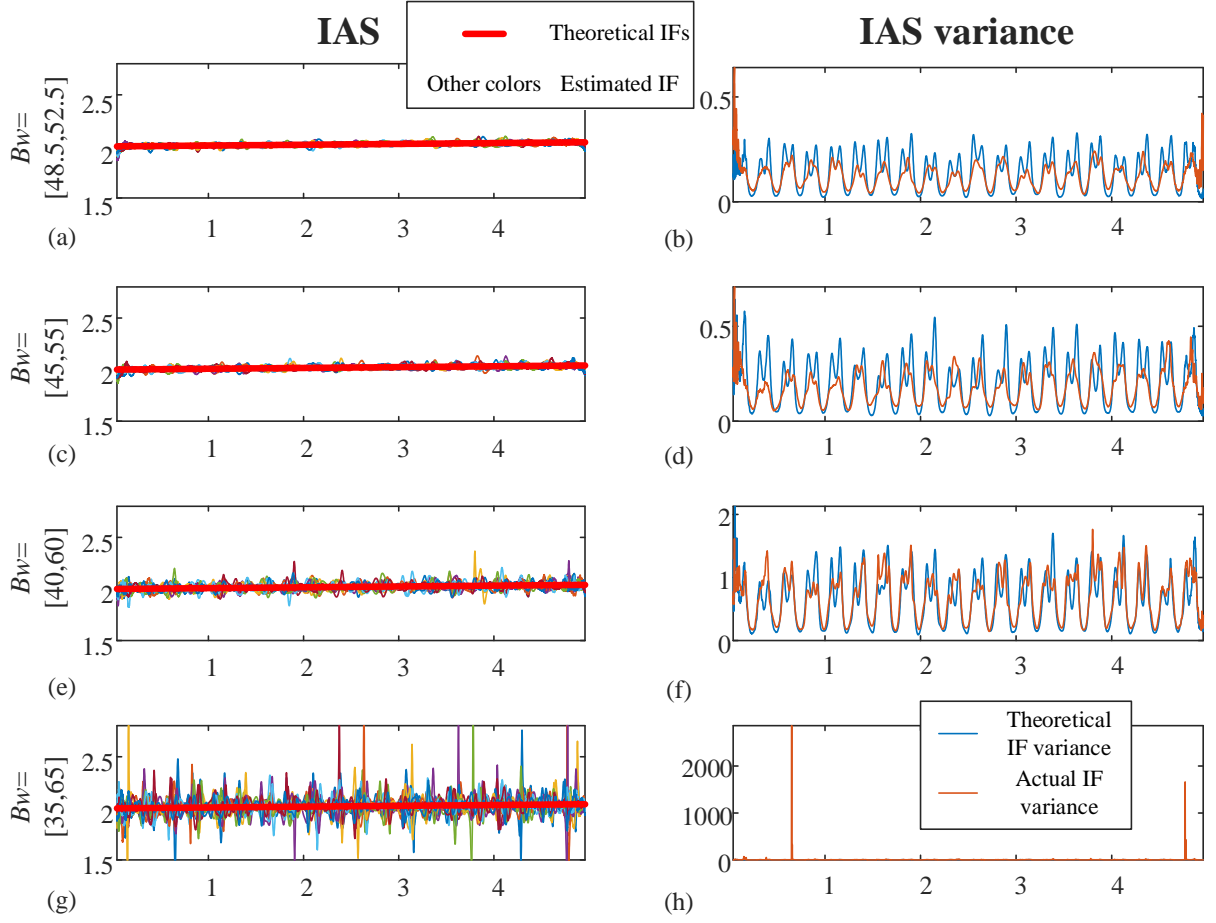 IAS
IAS variance
Theoretical IFs
Other colors Estimated IF
Bw=
[48.5,52.5]
2.5
2
1.5
1 2 3 4
(a)
0.5
0
1 2 3 4
(b)
Bw=
[45,55]
2.5
2
1.5
1 2 3 4
(c)
0.5
0
1 2 3 4
(d)
Bw=
[40,60]
2.5
2
1.5
1 2 3 4
(e)
2
1
0
1 2 3 4
(f)
Bw=
[35,65]
2.5
2
1.5
1 2 3 4
(g)
Theoretical
IF variance
Actual IF
variance
2000
1000
0
1 2 3 4
(h)